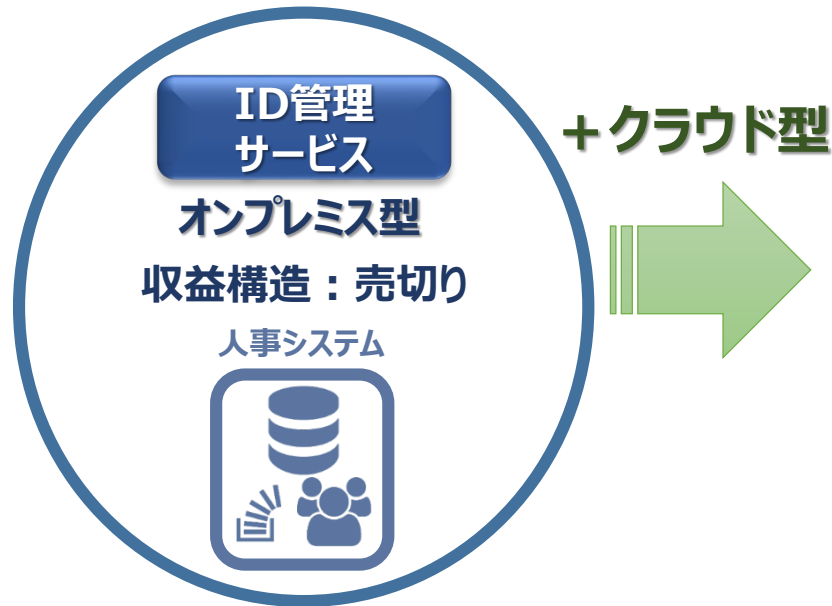 ID管理
サービス
オンプレミス型
収益構造：売切り
人事システム
＋クラウド型